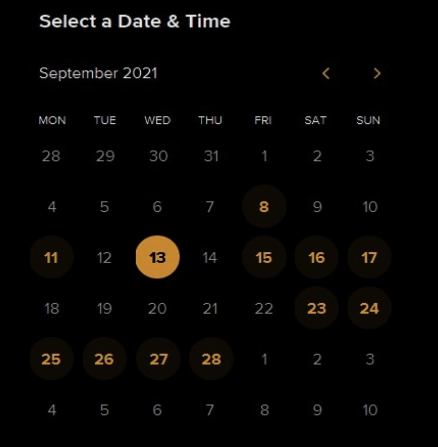 Select a Date & Time
September 2021
MON TUE WED THU FRI SAT SUN
28 29 30 31 1 2 3
4 5 6 7 8 9 10
11 12 13 14 15 16 17
18 19 20 21 22 23 24
25 26 27 28 1 2 3
4 5 6 7 8 9 10